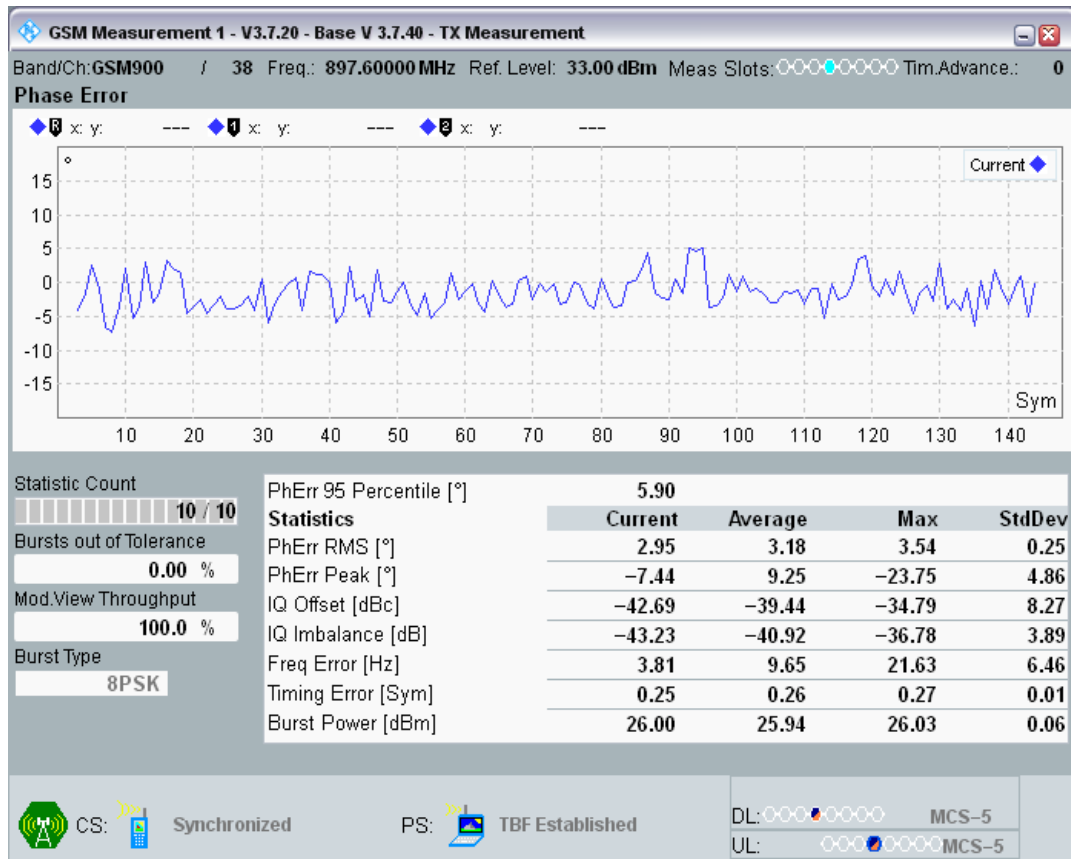 GSM Measurement 1 - V3.7.20 - Base V 3.7.40 - TX Measurement
Band/Ch:GSM900 / 38 Freq.: 897.60000 MHz Ref. Level: 33.00 dBm Meas Slots: Tim.Advance.: 0
Phase Error
R x: y: --- 1 x: y: --- 2 x: y: ---
° Current
15
10
5
0
-5
-10
-15
Sym
10 20 30 40 50 60 70 80 90 100 110 120 130 140
Statistic Count
10 / 10
Bursts out of Tolerance
0.00 %
Mod.View Throughput
100.0 %
Burst Type
8PSK
PhErr 95 Percentile [°] 5.90
Statistics Current Average Max StdDev
PhErr RMS [°] 2.95 3.18 3.54 0.25
PhErr Peak [°] −7.44 9.25 −23.75 4.86
IQ Offset [dBc] −42.69 −39.44 −34.79 8.27
IQ Imbalance [dB] −43.23 −40.92 −36.78 3.89
Freq Error [Hz] 3.81 9.65 21.63 6.46
Timing Error [Sym] 0.25 0.26 0.27 0.01
Burst Power [dBm] 26.00 25.94 26.03 0.06
CS: Synchronized PS: TBF Established
DL: MCS−5
UL: MCS−5